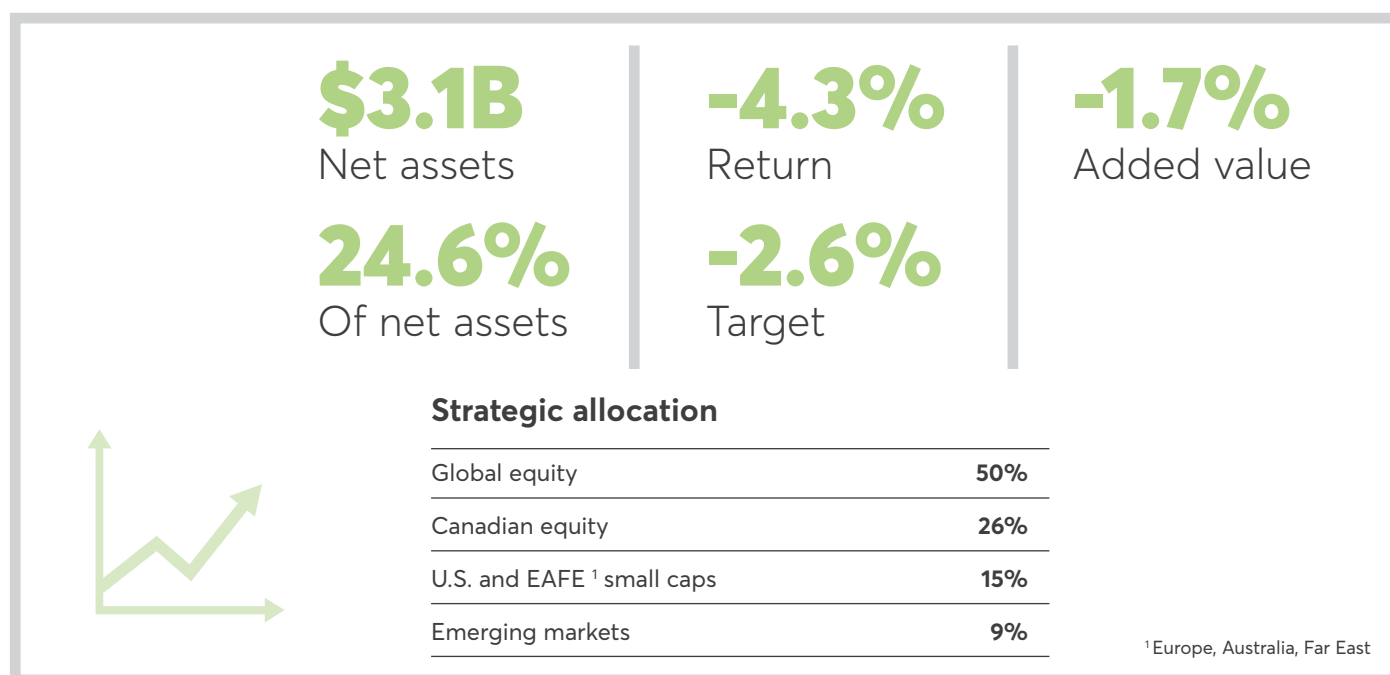 $3.1B
Net assets
24.6%
Of net assets
-4.3%
Return
-2.6%
Target
-1.7%
Added value
Strategic allocation
Global equity 50%
Canadian equity 26%
U.S. and EAFE ¹ small caps 15%
Emerging markets 9%
¹ Europe, Australia, Far East